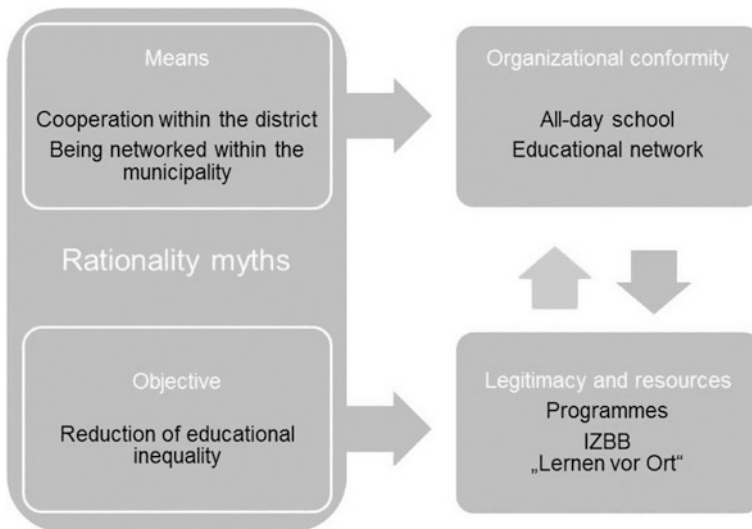 Means
Cooperation within the district
Being networked within the
municipality
Rationality myths
Objective
Reduction of educational
inequality
Organizational conformity
All-day school
Educational network
Legitimacy and resources
Programmes
IZBB
„Lernen vor Ort“